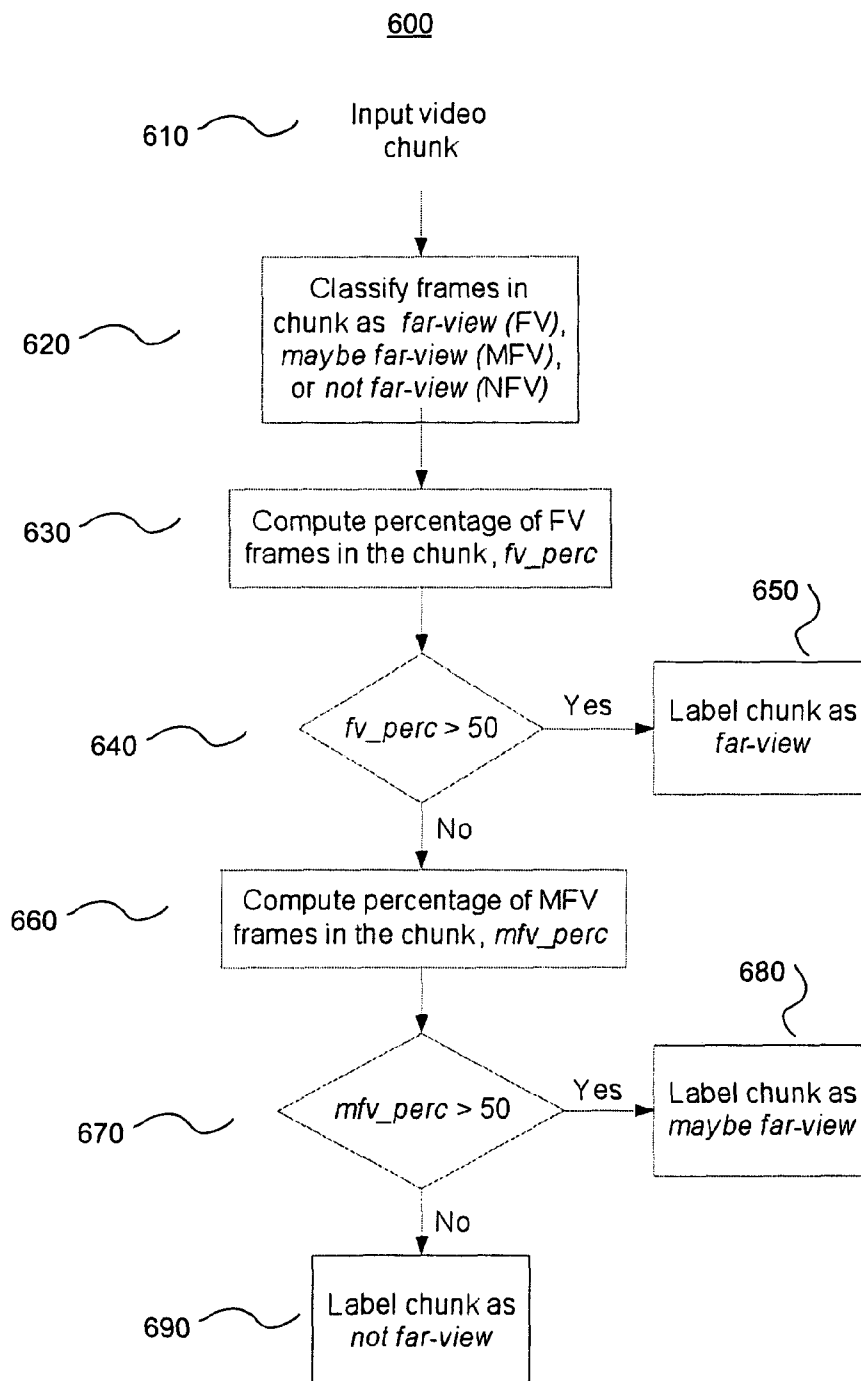 600
610
Input video
chunk
620
Classify frames in
chunk as far-view (FV),
maybe far-view (MFV),
or not far-view (NFV)
630
Compute percentage of FV
frames in the chunk, fv_perc
650
640
fv_perc > 50
Yes
Label chunk as
far-view
No
660
Compute percentage of MFV
frames in the chunk, mfv_perc
680
670
mfv_perc > 50
Yes
Label chunk as
maybe far-view
No
690
Label chunk as
not far-view